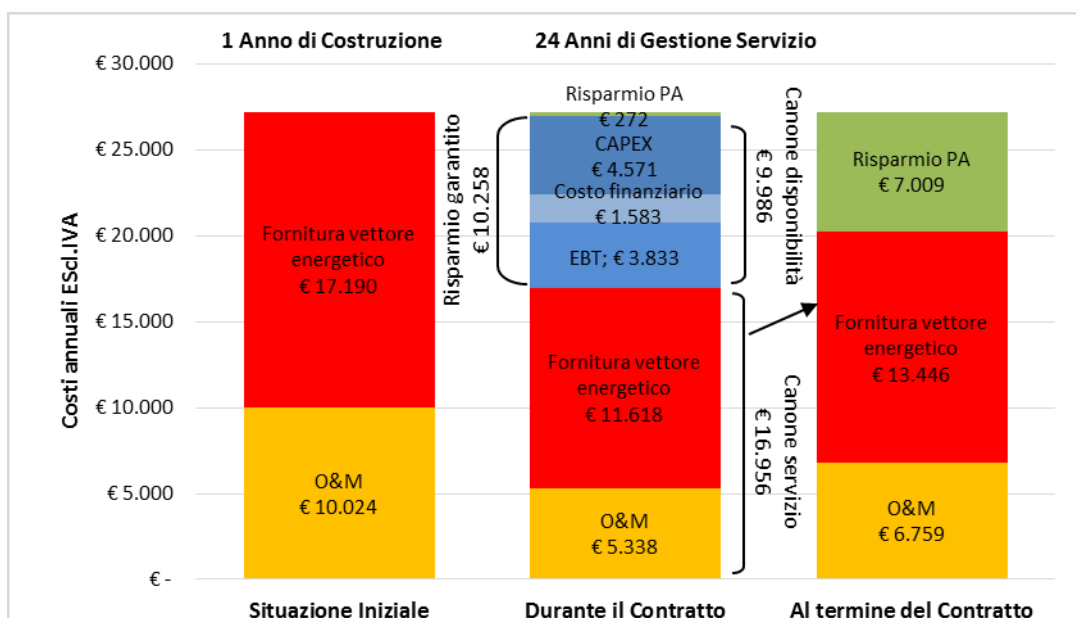 1 Anno di Costruzione
24 Anni di Gestione Servizio
Costi annuali EScl.IVA
€ 30.000
€ 25.000
€ 20.000
€ 15.000
€ 10.000
€ 5.000
€ -
Fornitura vettore
energetico
€ 17.190
O&M
€ 10.024
Risparmio garantito
€ 10.258
Risparmio PA
€ 272
CAPEX
€ 4.571
Costo finanziario
€ 1.583
EBT; € 3.833
Fornitura vettore
energetico
€ 11.618
O&M
€ 5.338
Canone disponibilità
€ 9.986
Canone servizio
€ 16.956
Risparmio PA
€ 7.009
Fornitura vettore
energetico
€ 13.446
O&M
€ 6.759
Situazione Iniziale
Durante il Contratto
Al termine del Contratto